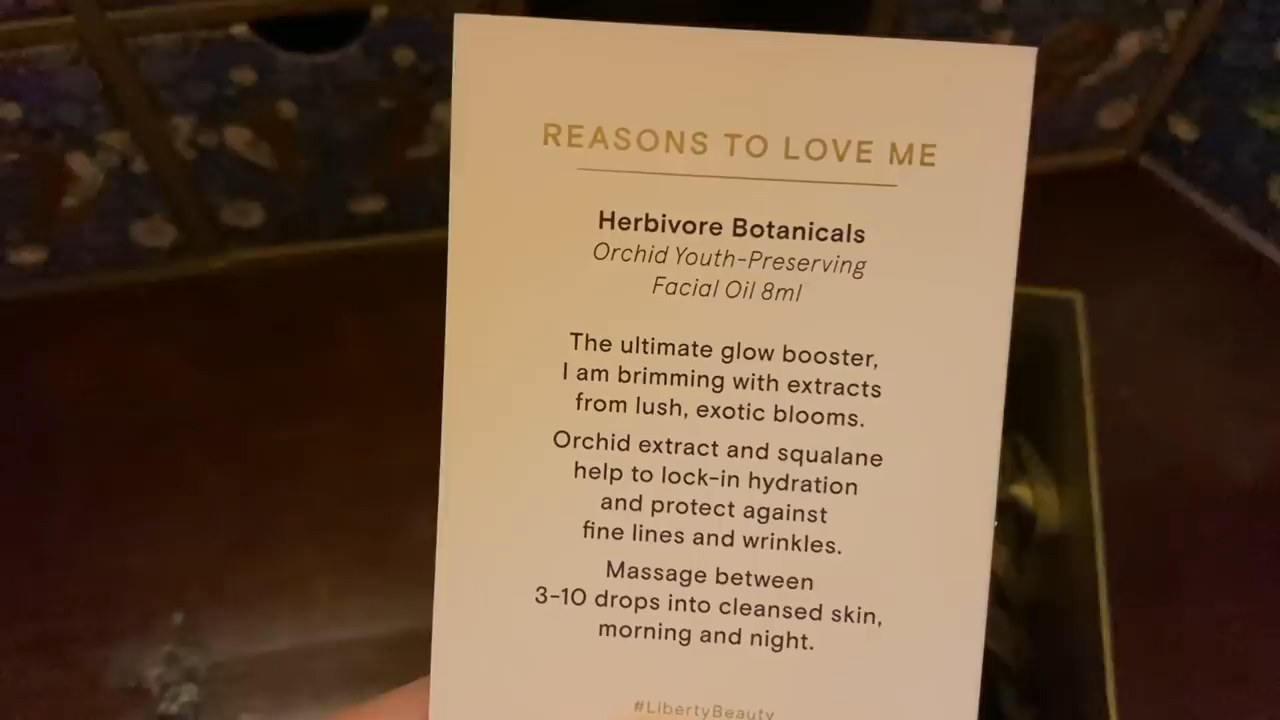 REASONS TO LOVE ME
Herbivore Botanicals
Orchid Youth-Preserving
Facial Oil 8ml
The ultimate glow booster,
I am brimming with extracts
from lush, exotic blooms.
Orchid extract and squalane
help to lock-in hydration
and protect against
fine lines and wrinkles.
Massage between
3-10 drops into cleansed skin,
morning and night.
#LibertyBeauty